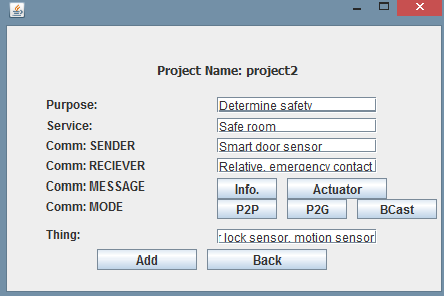 Project Name: project2
Purpose: Determine safety
Service: Safe room
Comm: SENDER Smart door sensor
Comm: RECIEVER Relative, emergency contact
Comm: MESSAGE Info. Actuator
Comm: MODE P2P P2G BCast
Thing: lock sensor, motion sensor
Add Back